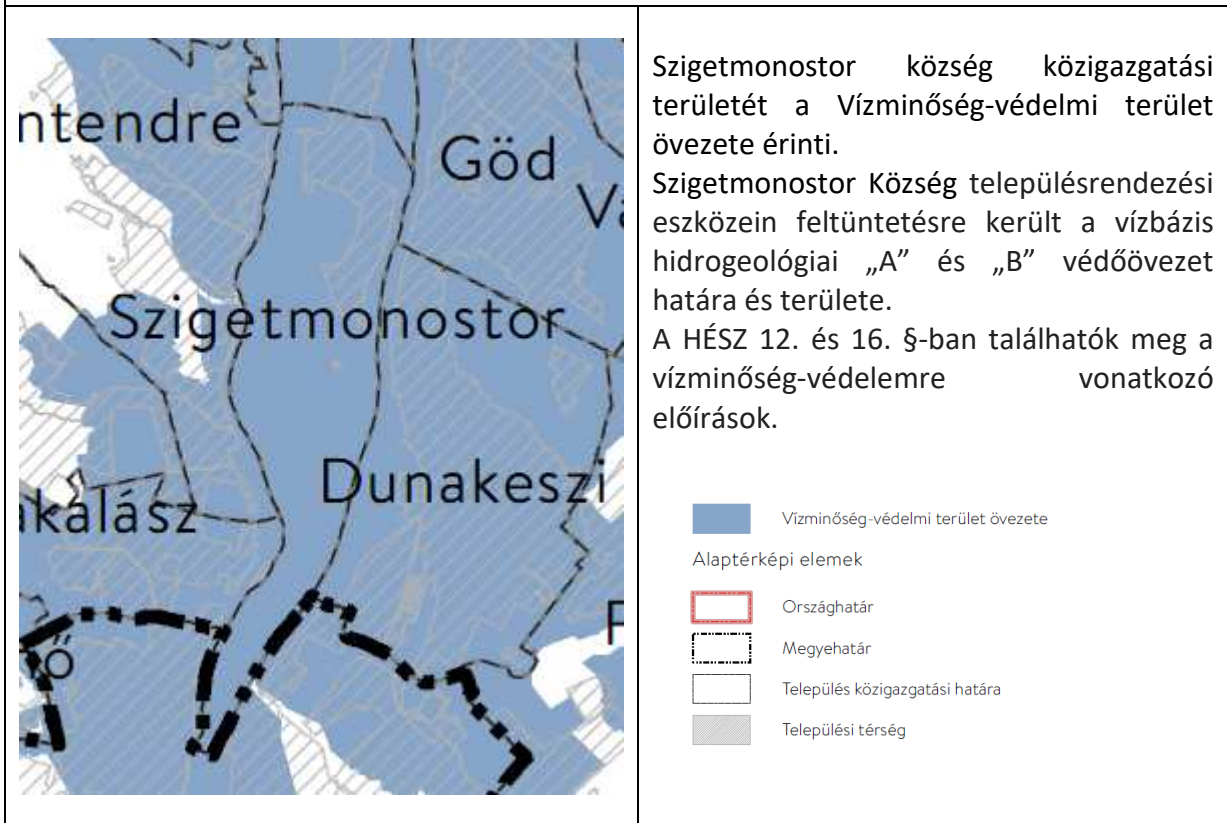 ntendre
Göd
Szigetmonostor
Dunakeszi
akalász
Szigetmonostor község közigazgatási
területét a Vízminőség-védelmi terület
övezete érinti.
Szigetmonostor Község településrendezési
eszközein feltüntetésre került a vízbázis
hidrogeológiai „A” és „B” védőövezet
határa és területe.
A HÉSZ 12. és 16. §-ban találhatók meg a
vízminőség-védelemre vonatkozó
előírások.
Vízminőség-védelmi terület övezete
Alaptérképi elemek
Országhatár
Megyehatár
Település közigazgatási határa
Települési térség